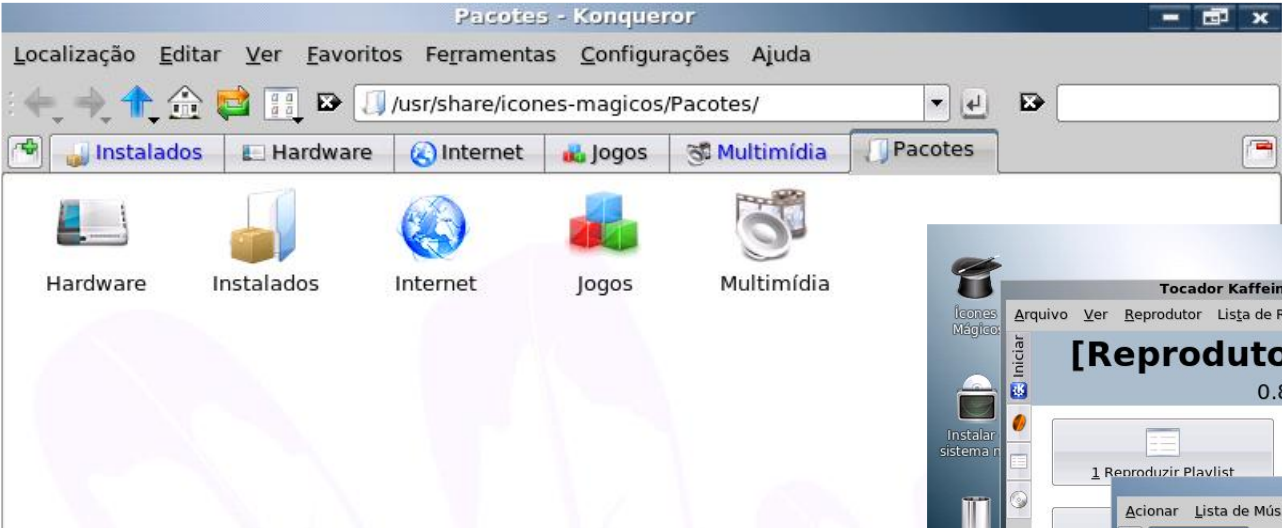 Pacotes - Konqueror
Localização Editar Ver Favoritos Ferramentas Configurações Ajuda
/usr/share/icones-magicos/Pacotes/
Instalados Hardware Internet Jogos Multimídia Pacotes
Hardware Instalados Internet Jogos Multimídia
Ícones
Mágicos
Instalar
sistema n
Tocador Kaffein
Arquivo Ver Reprodutor Lista de R
Iniciar
[Reproduto
0.8
1 Reproduzir Playlist
Acionar Lista de Mús